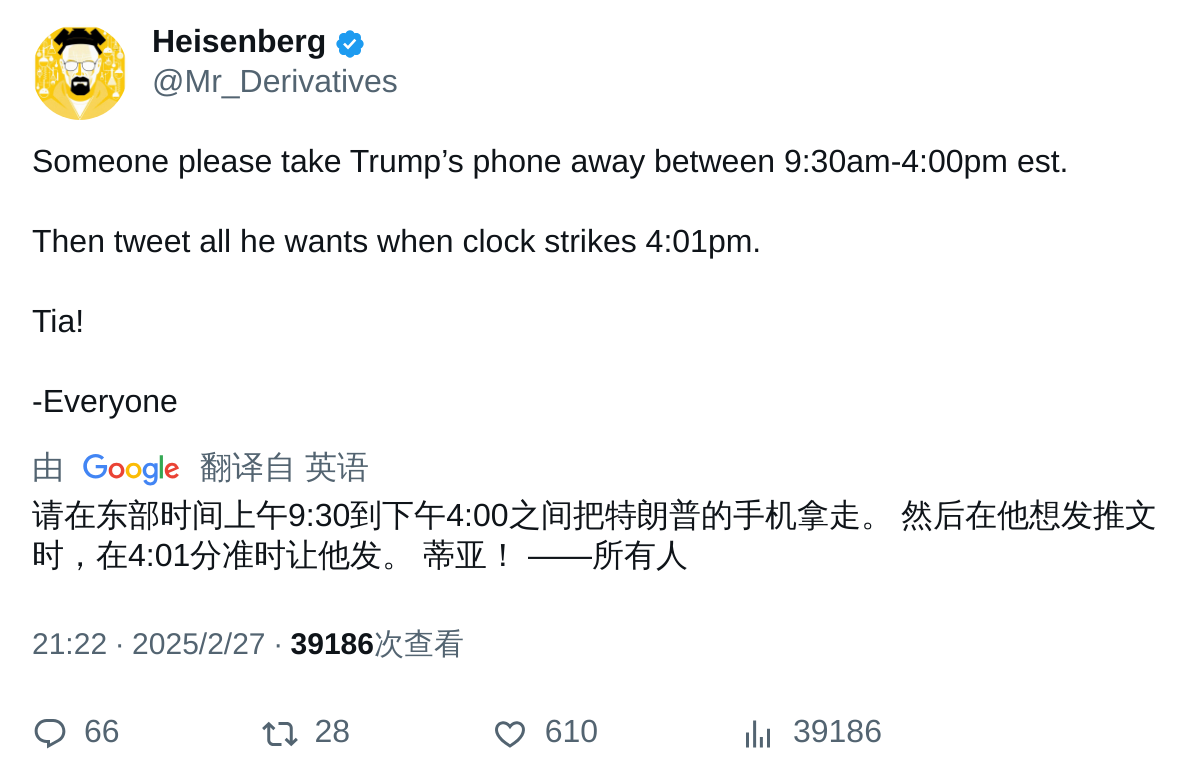 Heisenberg
@Mr_Derivatives
Someone please take Trump’s phone away between 9:30am-4:00pm est.
Then tweet all he wants when clock strikes 4:01pm.
Tia!
-Everyone
由 Google 翻译自 英语
请在东部时间上午9:30到下午4:00之间把特朗普的手机拿走。 然后在他想发推文
时，在4:01分准时让他发。 蒂亚！ ——所有人
21:22 · 2025/2/27 · 39186次查看
66 28 610 39186